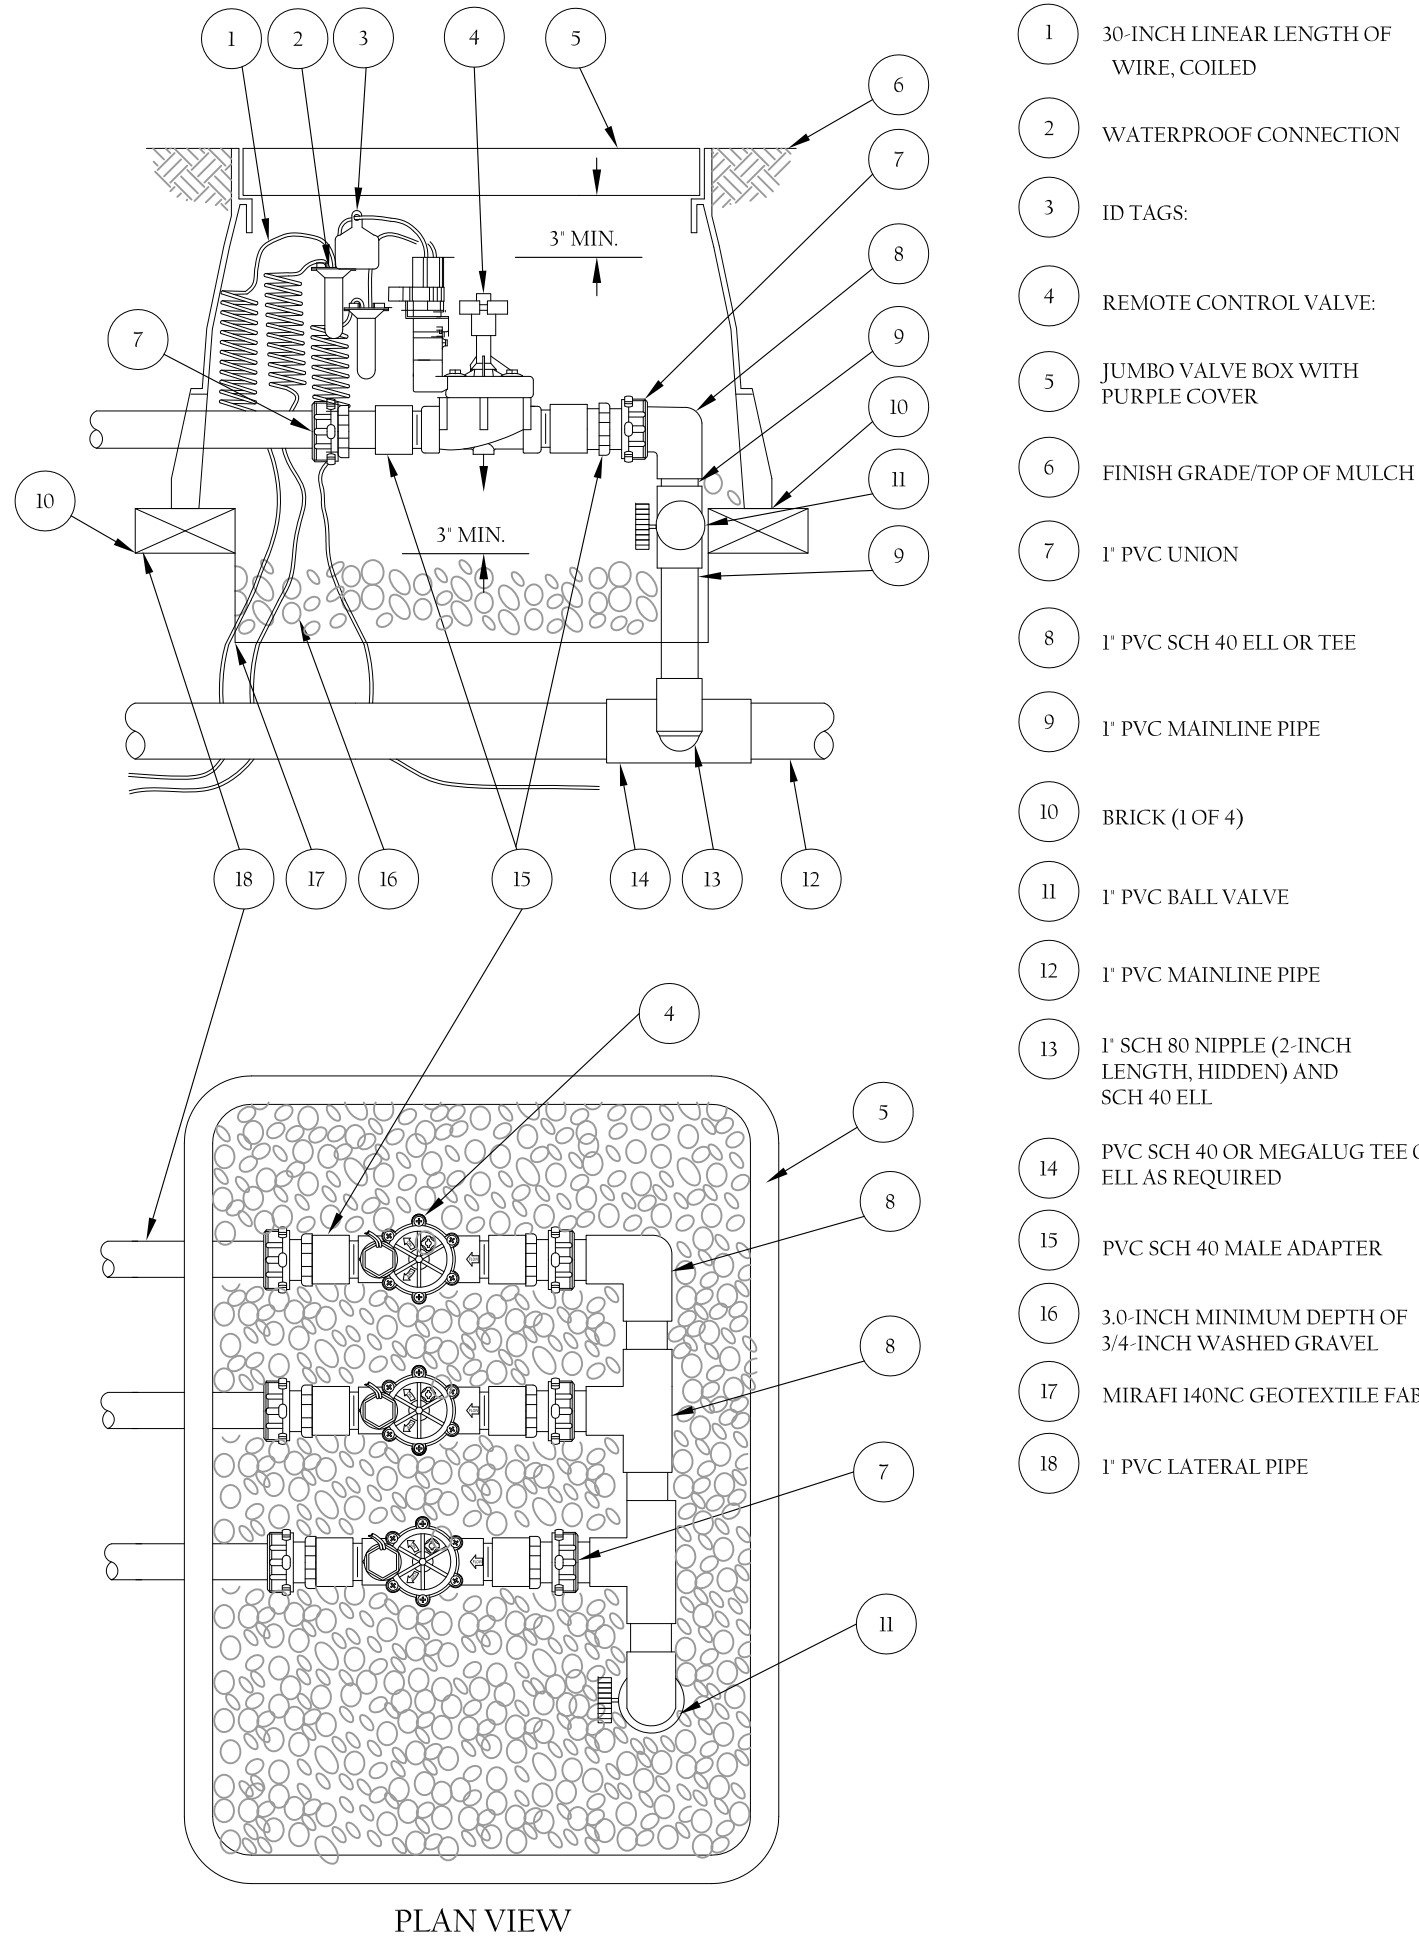 1
2
3
4
5
6
7
8
9
10
11
9
7
10
3" MIN.
3" MIN.
18
17
16
15
14
13
12
4
5
8
8
7
11
PLAN VIEW
1 30-INCH LINEAR LENGTH OF
WIRE, COILED
2 WATERPROOF CONNECTION
3 ID TAGS:
4 REMOTE CONTROL VALVE:
5 JUMBO VALVE BOX WITH
PURPLE COVER
6 FINISH GRADE/TOP OF MULCH
7 1" PVC UNION
8 1" PVC SCH 40 ELL OR TEE
9 1" PVC MAINLINE PIPE
10 BRICK (1 OF 4)
11 1" PVC BALL VALVE
12 1" PVC MAINLINE PIPE
13 1" SCH 80 NIPPLE (2-INCH
LENGTH, HIDDEN) AND
SCH 40 ELL
14 PVC SCH 40 OR MEGALUG TEE
ELL AS REQUIRED
15 PVC SCH 40 MALE ADAPTER
16 3.0-INCH MINIMUM DEPTH OF
3/4-INCH WASHED GRAVEL
17 MIRAFI 140NC GEOTEXTILE
18 1" PVC LATERAL PIPE